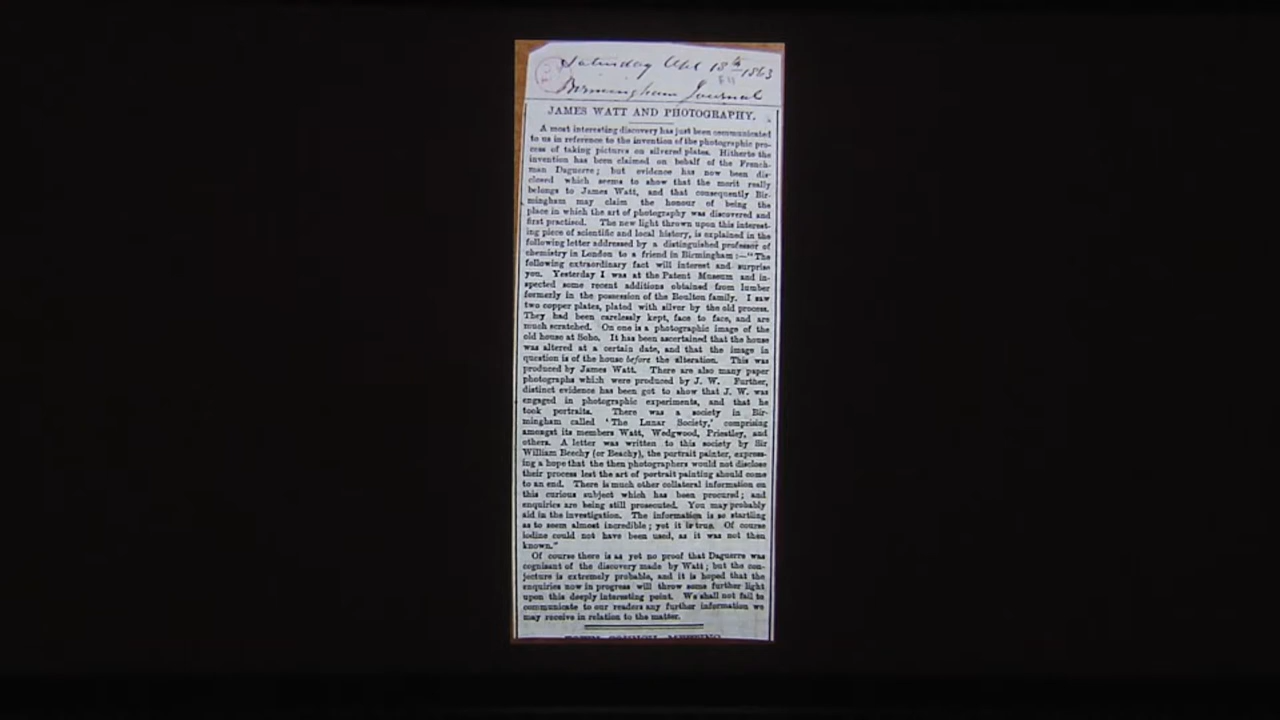 Saturday Apl 18th 1863
Birmingham Journal
JAMES WATT AND PHOTOGRAPHY.
A most interesting discovery has just been communicated
to us in reference to the invention of the photographic pro-
cess of taking pictures on silvered plates. Hitherto the
invention has been claimed on behalf of the French-
man Daguerre; but evidence has now been dis-
closed which seems to show that the merit really
belongs to James Watt, and that consequently Bir-
mingham may claim the honour of being the
place in which the art of photography was discovered and
first practised. The new light thrown upon this interest-
ing piece of scientific and local history, is explained in the
following letter addressed by a distinguished professor of
chemistry in London to a friend in Birmingham:—"The
following extraordinary fact will interest and surprise
you. Yesterday I was at the Patent Museum and in-
spected some recent additions obtained from lumber
formerly in the possession of the Boulton family. I saw
two copper plates, plated with silver by the old process.
They had been carelessly kept, face to face, and are
much scratched. On one is a photographic image of the
old house at Soho. It has been ascertained that the house
was altered at a certain date, and that the image in
question is of the house before the alteration. This was
produced by James Watt. There are also many paper
photographs which were produced by J. W. Further,
distinct evidence has been got to show that J. W. was
engaged in photographic experiments, and that he
took portraits. There was a society in Bir-
mingham called 'The Lunar Society,' comprising
amongst its members Watt, Wedgwood, Priestley, and
others. A letter was written to this society by Sir
William Beechy (or Beachy), the portrait painter, express-
ing a hope that the then photographers would not disclose
their process lest the art of portrait painting should come
to an end. There is much other collateral information on
this curious subject which has been procured; and
enquiries are being still prosecuted. You may probably
aid in the investigation. The information is so startling
as to seem almost incredible; yet it is true. Of course
iodine could not have been used, as it was not then
known."
Of course there is as yet no proof that Daguerre was
cognisant of the discovery made by Watt; but the con-
jecture is extremely probable, and it is hoped that the
enquiries now in progress will throw some further light
upon this deeply interesting point. We shall not fail to
communicate to our readers any further information we
may receive in relation to the matter.